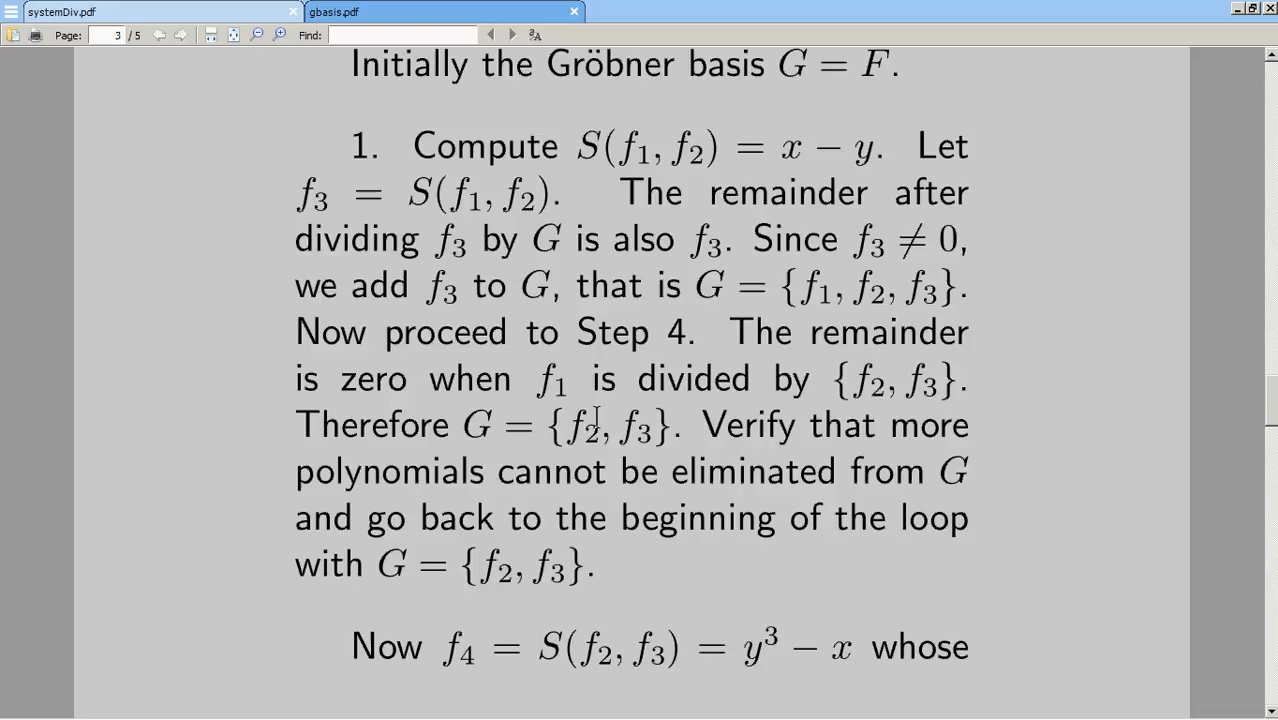 systemDiv.pdf
gbasis.pdf
Page: 3 / 5 Find:
Initially the Gröbner basis G = F.
1. Compute S(f₁, f₂) = x − y. Let
f₃ = S(f₁, f₂). The remainder after
dividing f₃ by G is also f₃. Since f₃ ≠ 0,
we add f₃ to G, that is G = {f₁, f₂, f₃}.
Now proceed to Step 4. The remainder
is zero when f₁ is divided by {f₂, f₃}.
Therefore G = {f₂, f₃}. Verify that more
polynomials cannot be eliminated from G
and go back to the beginning of the loop
with G = {f₂, f₃}.
Now f₄ = S(f₂, f₃) = y³ − x whose